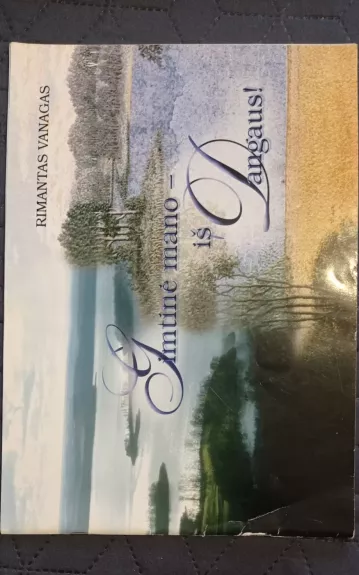 RIMANTAS VANAGAS
Gimtinė mano –
iš Dangaus!